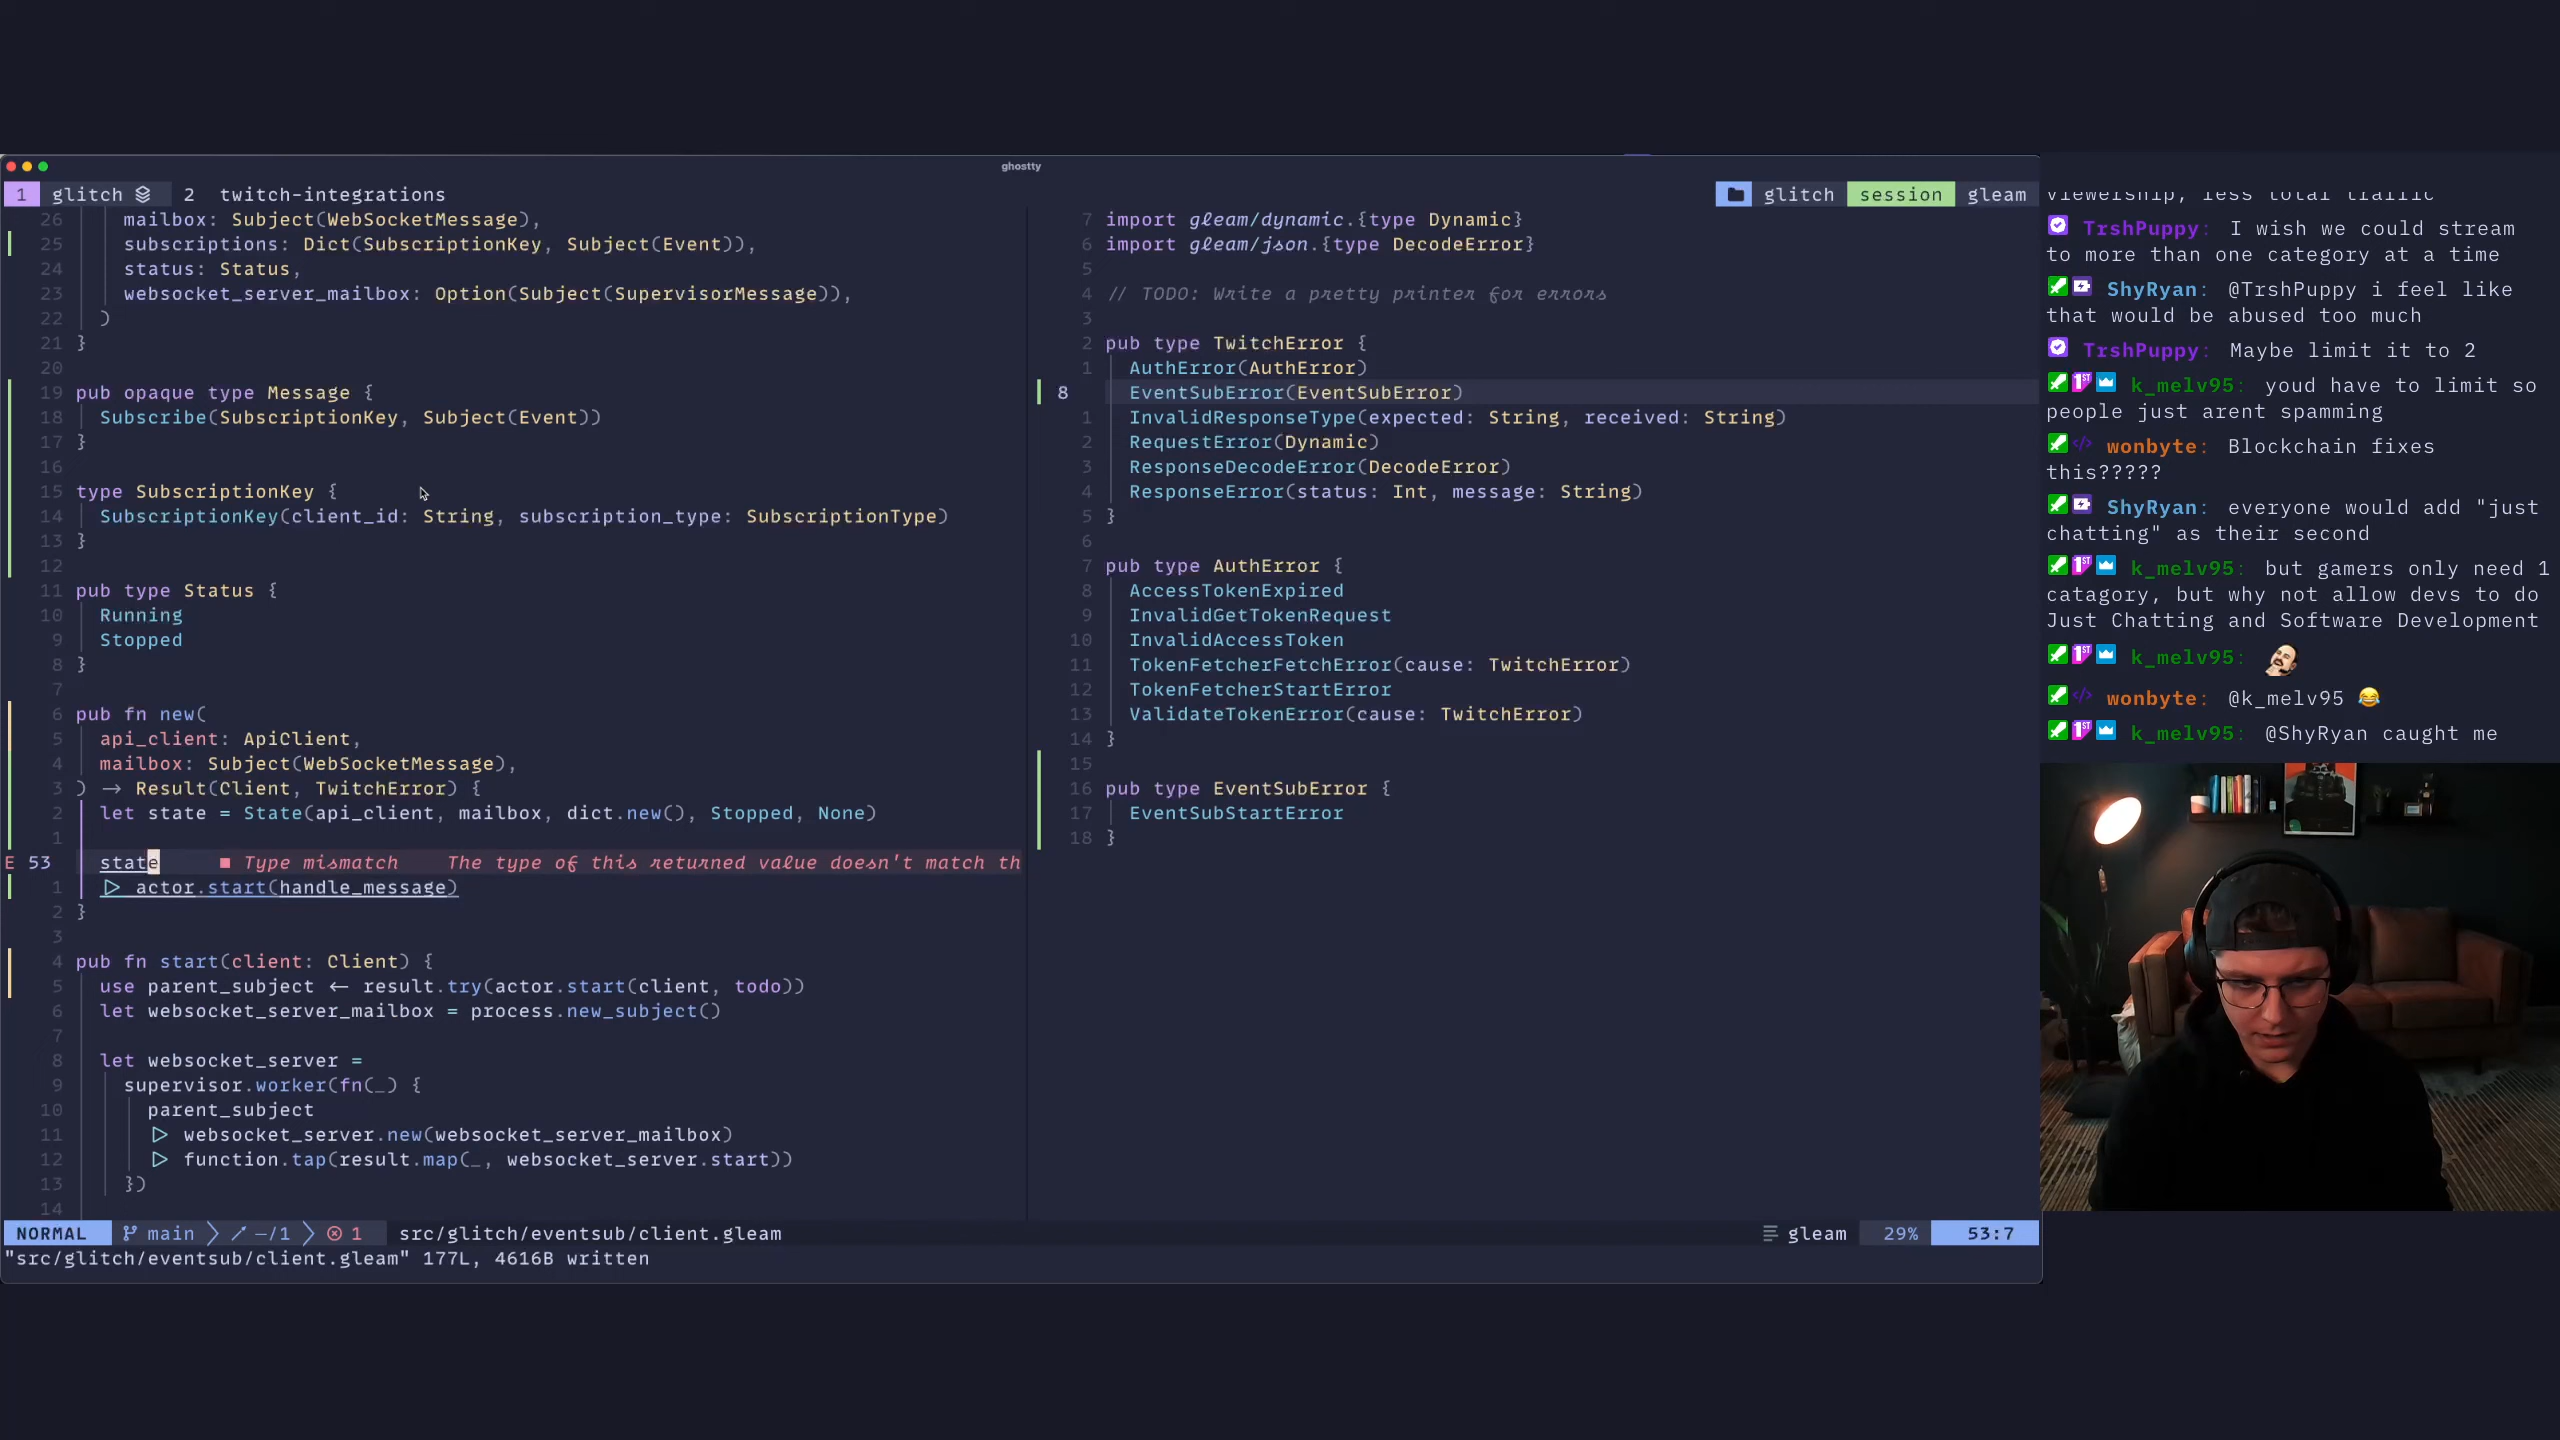 ghostty
1 glitch 2 twitch-integrations
glitch session gleam
26 mailbox: Subject(WebSocketMessage),
25 subscriptions: Dict(SubscriptionKey, Subject(Event)),
24 status: Status,
23 websocket_server_mailbox: Option(Subject(SupervisorMessage)),
22 )
21 }
20
19 pub opaque type Message {
18 Subscribe(SubscriptionKey, Subject(Event))
17 }
16
15 type SubscriptionKey {
14 SubscriptionKey(client_id: String, subscription_type: SubscriptionType)
13 }
12
11 pub type Status {
10 Running
9 Stopped
8 }
7
6 pub fn new(
5 api_client: ApiClient,
4 mailbox: Subject(WebSocketMessage),
3 ) → Result(Client, TwitchError) {
2 let state = State(api_client, mailbox, dict.new(), Stopped, None)
1
E 53 state ■ Type mismatch The type of this returned value doesn't match th
1 ▷ actor.start(handle_message)
2 }
3
4 pub fn start(client: Client) {
5 use parent_subject ← result.try(actor.start(client, todo))
6 let websocket_server_mailbox = process.new_subject()
7
8 let websocket_server =
9 supervisor.worker(fn(_) {
10 parent_subject
11 ▷ websocket_server.new(websocket_server_mailbox)
12 ▷ function.tap(result.map(_, websocket_server.start))
13 })
14
7 import gleam/dynamic.{type Dynamic}
6 import gleam/json.{type DecodeError}
5
4 // TODO: Write a pretty printer for errors
3
2 pub type TwitchError {
1 AuthError(AuthError)
8 EventSubError(EventSubError)
1 InvalidResponseType(expected: String, received: String)
2 RequestError(Dynamic)
3 ResponseDecodeError(DecodeError)
4 ResponseError(status: Int, message: String)
5 }
6
7 pub type AuthError {
8 AccessTokenExpired
9 InvalidGetTokenRequest
10 InvalidAccessToken
11 TokenFetcherFetchError(cause: TwitchError)
12 TokenFetcherStartError
13 ValidateTokenError(cause: TwitchError)
14 }
15
16 pub type EventSubError {
17 EventSubStartError
18 }
NORMAL main —/1 1 src/glitch/eventsub/client.gleam gleam 29% 53:7
"src/glitch/eventsub/client.gleam" 177L, 4616B written
viewership, less total traffic
TrshPuppy: I wish we could stream
to more than one category at a time
ShyRyan: @TrshPuppy i feel like
that would be abused too much
TrshPuppy: Maybe limit it to 2
k_melv95: youd have to limit so
people just arent spamming
wonbyte: Blockchain fixes
this?????
ShyRyan: everyone would add "just
chatting" as their second
k_melv95: but gamers only need 1
catagory, but why not allow devs to do
Just Chatting and Software Development
k_melv95:
wonbyte: @k_melv95 😂
k_melv95: @ShyRyan caught me